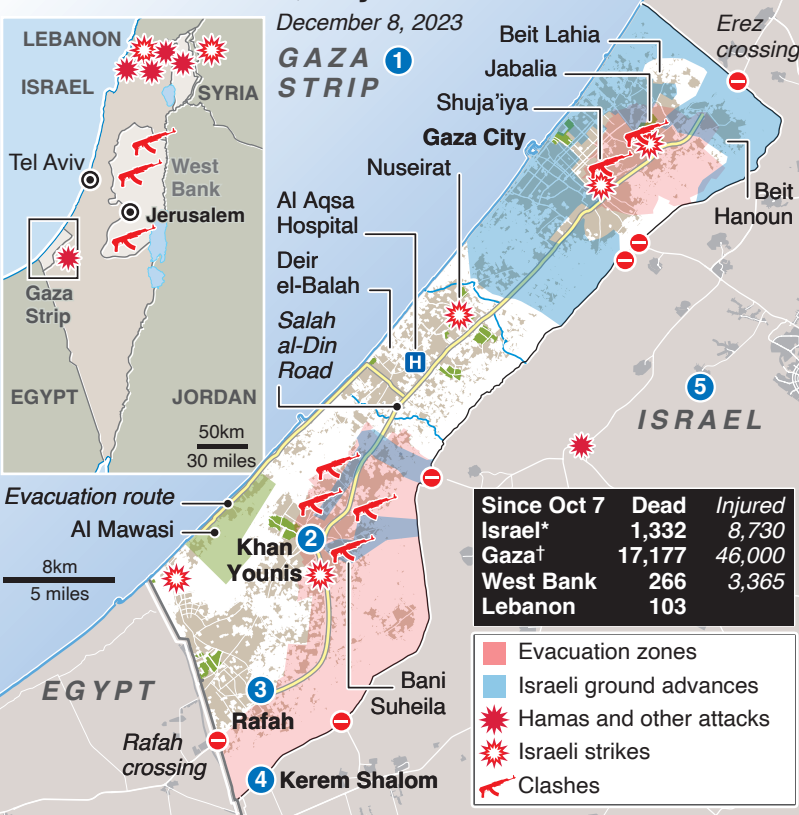 December 8, 2023
GAZA
STRIP
1
LEBANON
ISRAEL
SYRIA
Tel Aviv
West
Bank
Jerusalem
Gaza
Strip
EGYPT
JORDAN
50km
30 miles
Beit Lahia
Jabalia
Shuja'iya
Gaza City
Nuseirat
Al Aqsa
Hospital
Deir
el-Balah
Salah
al-Din
Road
H
Erez
crossing
Beit
Hanoun
5
ISRAEL
Evacuation route
Al Mawasi
8km
5 miles
Khan
Younis
2
EGYPT
3
Rafah
Rafah
crossing
Bani
Suheila
4 Kerem Shalom
Since Oct 7 Dead Injured
Israel* 1,332 8,730
Gaza† 17,177 46,000
West Bank 266 3,365
Lebanon 103
Evacuation zones
Israeli ground advances
Hamas and other attacks
Israeli strikes
Clashes